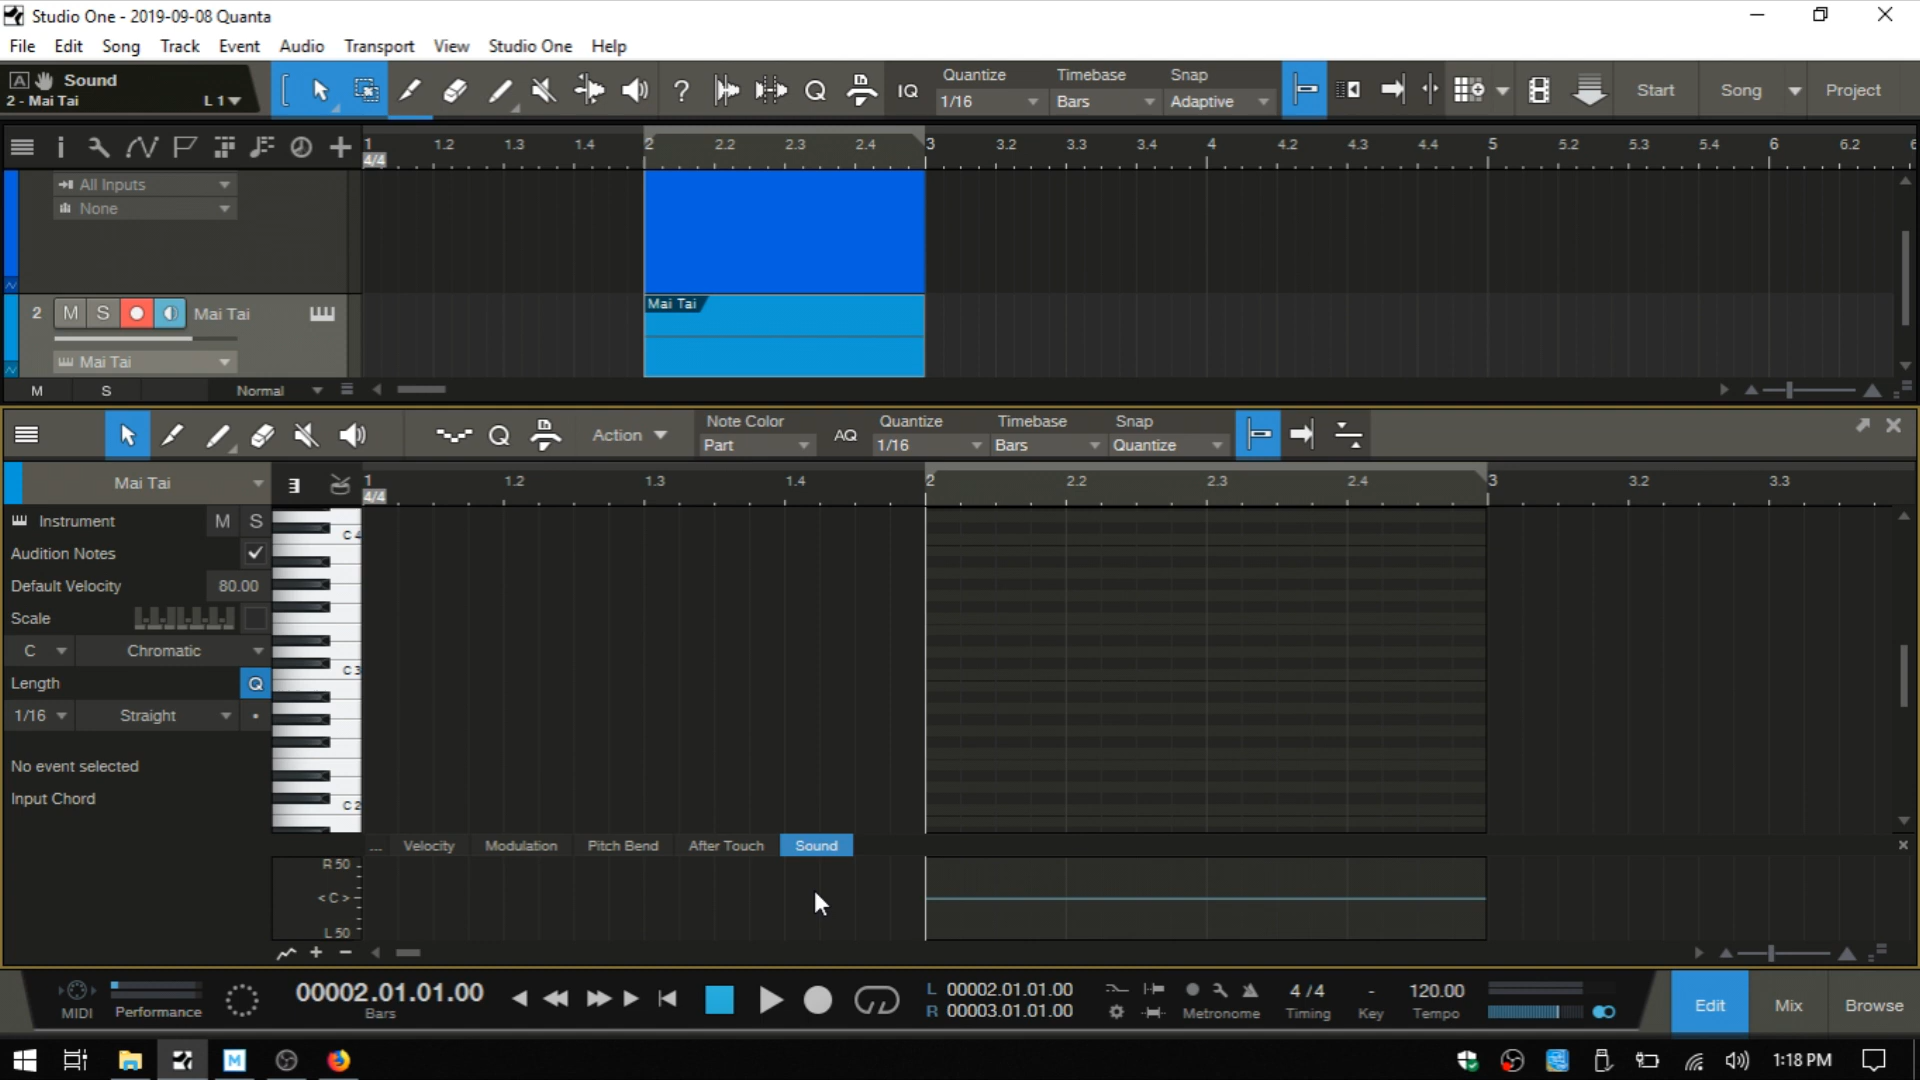 Studio One - 2019-09-08 Quanta
File Edit Song Track Event Audio Transport View Studio One Help
A Sound
2 - Mai Tai L 1
? Q IQ
Quantize Timebase Snap
1/16 Bars Adaptive
Start Song Project
1 1.2 1.3 1.4 2 2.2 2.3 2.4 3 3.2 3.3 3.4 4 4.2 4.3 4.4 5 5.2 5.3 5.4 6 6.2
4/4
All Inputs
None
2 M S Mai Tai
Mai Tai
Mai Tai
M S Normal
Q Action
Note Color
Part
AQ
Quantize Timebase Snap
1/16 Bars Quantize
Mai Tai
1 1.2 1.3 1.4 2 2.2 2.3 2.4 3 3.2 3.3
4/4
Instrument M S
Audition Notes
Default Velocity 80.00
Scale
C Chromatic
Length Q
1/16 Straight
No event selected
Input Chord
C 4
C 3
C 2
... Velocity Modulation Pitch Bend After Touch Sound
R 50
< C >
L 50
MIDI Performance
00002.01.01.00
Bars
L 00002.01.01.00
R 00003.01.01.00
Metronome
4 / 4
Timing
-
Key
120.00
Tempo
Edit Mix Browse
M
1:18 PM